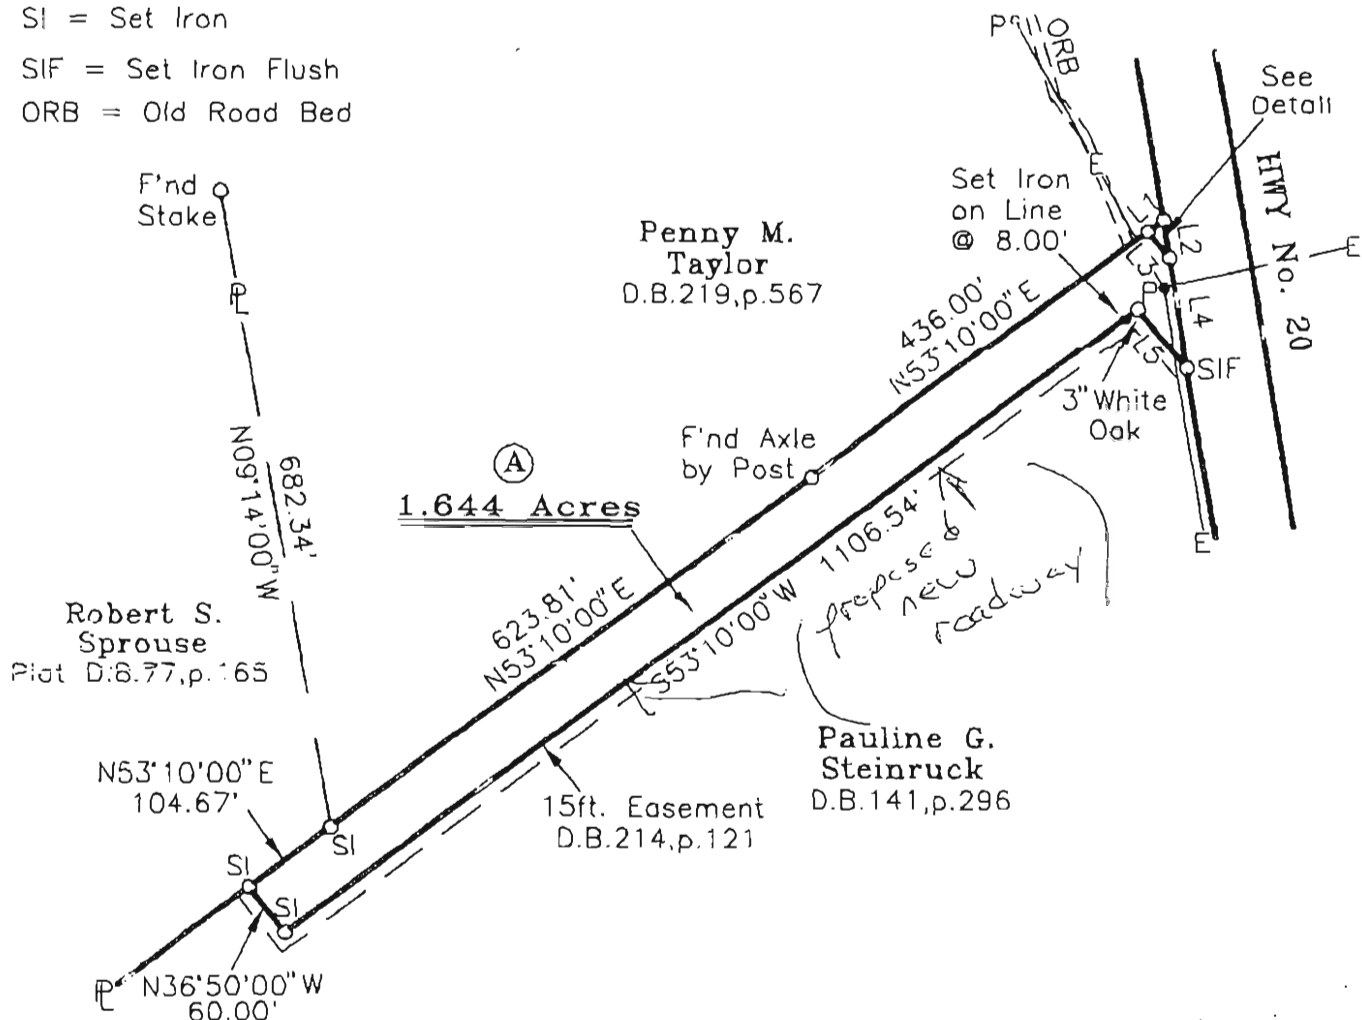 SI = Set Iron
SIF = Set Iron Flush
ORB = Old Road Bed
ORB
See
Detail
F'nd
Stake
Set Iron
on Line
@ 8.00'
Penny M.
Taylor
D.B.219,p.567
E
HWY No. 20
L2
E
L3
P
L4
L5
SIF
436.00'
N53°10'00"E
3"White
Oak
F'nd Axle
by Post
A
1.644 Acres
PL
682.34'
N09°14'00"W
1106.54'
S53°10'00"W
E
proposed
new
roadway
623.81'
N53°10'00"E
Robert S.
Sprouse
Plat D.B.77,p.165
Pauline G.
Steinruck
D.B.141,p.296
N53°10'00"E
104.67'
15ft. Easement
D.B.214,p.121
SI
SI
SI
PL
N36°50'00"W
60.00'